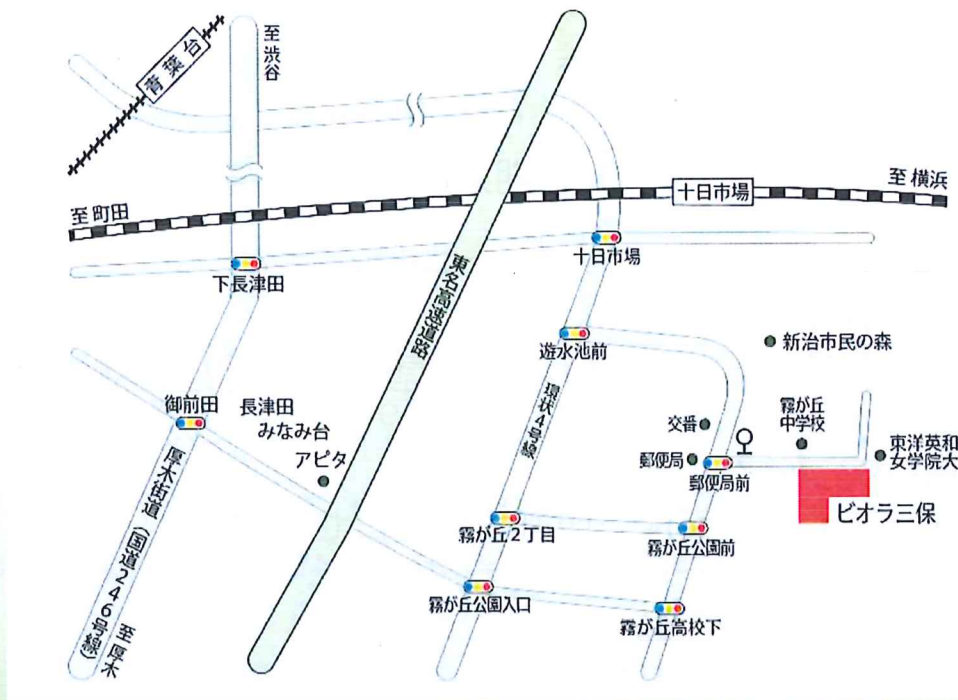 至渋谷
青葉台
至横浜
十日市場
至町田
十日市場
下長津田
東名高速道路
遊水池前
新治市民の森
環状4号線
御前田
長津田
みなみ台
アピタ
交番
霧が丘
中学校
郵便局
郵便局前
東洋英和
女学院大
ビオラ三保
厚木街道(国道246号線)
至厚木
霧が丘2丁目
霧が丘公園前
霧が丘公園入口
霧が丘高校下